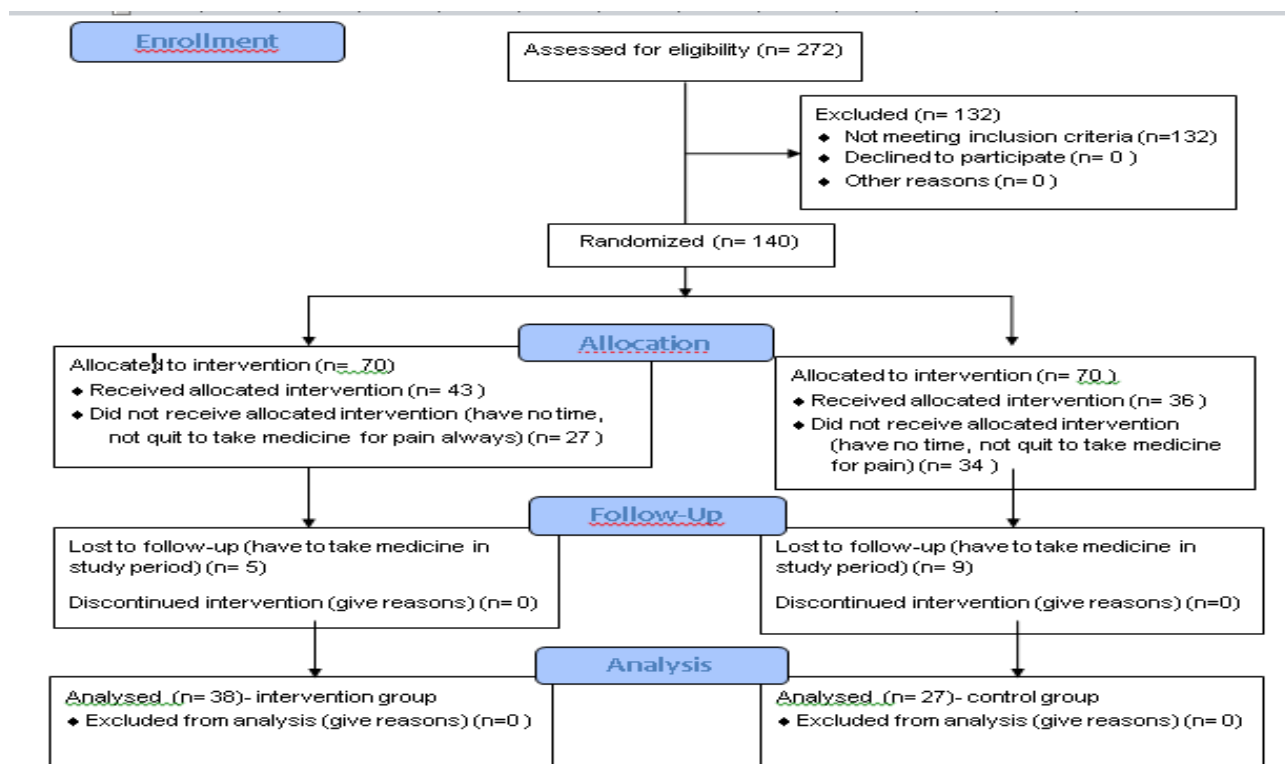 Enrollment
Assessed for eligibility (n= 272)
Excluded (n= 132)
◆ Not meeting inclusion criteria (n=132)
◆ Declined to participate (n= 0 )
◆ Other reasons (n= 0 )
Randomized (n= 140)
Allocation
Allocated to intervention (n= 70)
◆ Received allocated intervention (n= 43 )
◆ Did not receive allocated intervention (have no time,
not quit to take medicine for pain always) (n= 27 )
Allocated to intervention (n= 70 )
◆ Received allocated intervention (n= 36 )
◆ Did not receive allocated intervention
(have no time, not quit to take medicine
for pain) (n= 34 )
Follow-Up
Lost to follow-up (have to take medicine in
study period) (n= 5)
Discontinued intervention (give reasons) (n= 0)
Lost to follow-up (have to take medicine in
study period) (n= 9)
Discontinued intervention (give reasons) (n=0)
Analysis
Analysed (n= 38)- intervention group
◆ Excluded from analysis (give reasons) (n=0 )
Analysed (n= 27)- control group
◆ Excluded from analysis (give reasons) (n= 0)